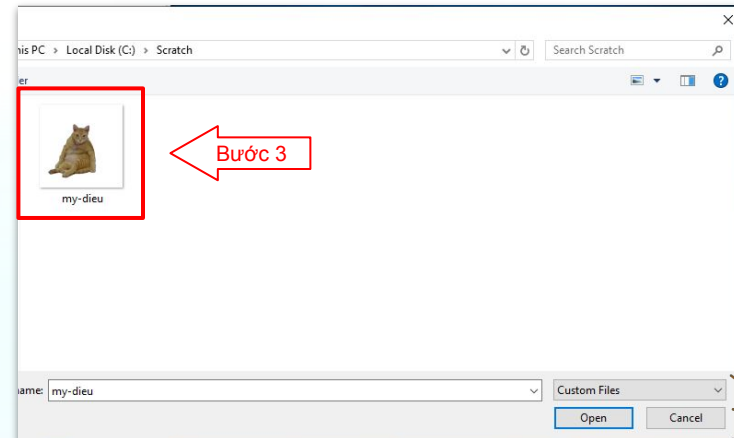 his PC > Local Disk (C:) > Scratch
Search Scratch
er
Bước 3
my-dieu
name: my-dieu
Custom Files
Open
Cancel